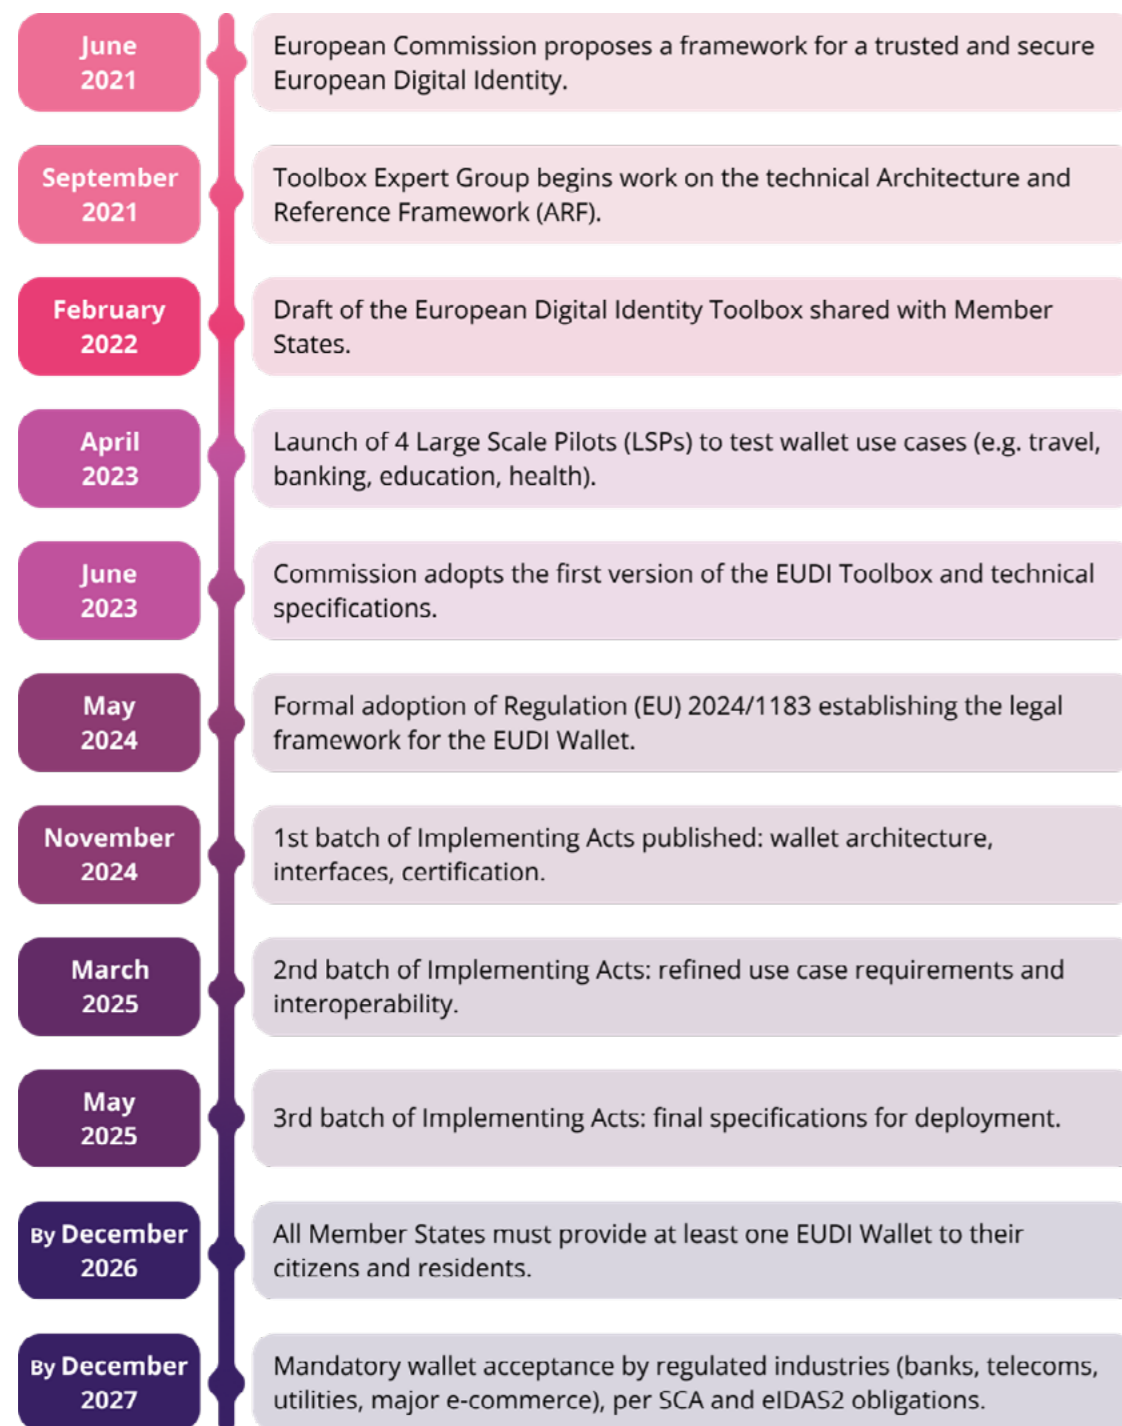 June
2021
European Commission proposes a framework for a trusted and secure
European Digital Identity.
September
2021
Toolbox Expert Group begins work on the technical Architecture and
Reference Framework (ARF).
February
2022
Draft of the European Digital Identity Toolbox shared with Member
States.
April
2023
Launch of 4 Large Scale Pilots (LSPs) to test wallet use cases (e.g. travel,
banking, education, health).
June
2023
Commission adopts the first version of the EUDI Toolbox and technical
specifications.
May
2024
Formal adoption of Regulation (EU) 2024/1183 establishing the legal
framework for the EUDI Wallet.
November
2024
1st batch of Implementing Acts published: wallet architecture,
interfaces, certification.
March
2025
2nd batch of Implementing Acts: refined use case requirements and
interoperability.
May
2025
3rd batch of Implementing Acts: final specifications for deployment.
By December
2026
All Member States must provide at least one EUDI Wallet to their
citizens and residents.
By December
2027
Mandatory wallet acceptance by regulated industries (banks, telecoms,
utilities, major e-commerce), per SCA and eIDAS2 obligations.